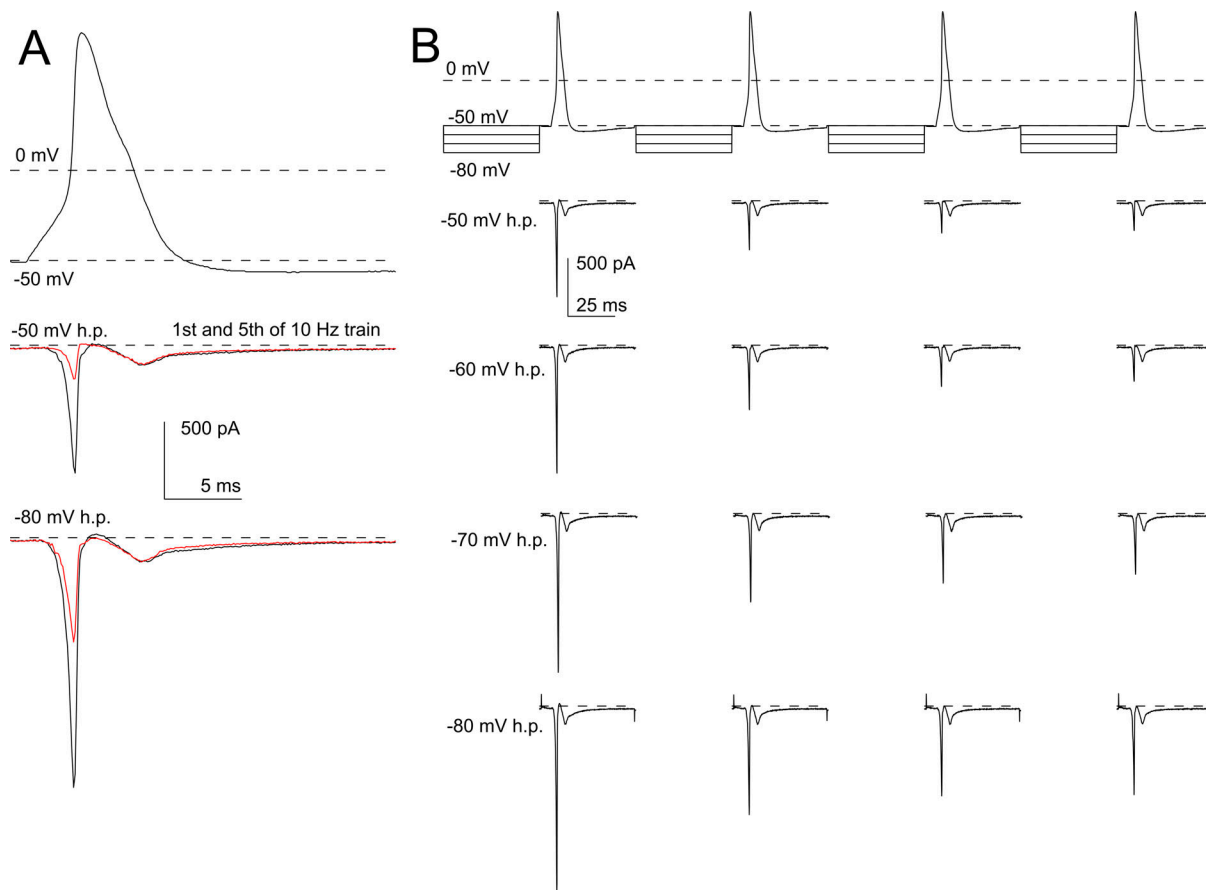 A
0 mV
-50 mV
-50 mV h.p.
1st and 5th of 10 Hz train
500 pA
5 ms
-80 mV h.p.
B
0 mV
-50 mV
-80 mV
-50 mV h.p.
500 pA
25 ms
-60 mV h.p.
-70 mV h.p.
-80 mV h.p.